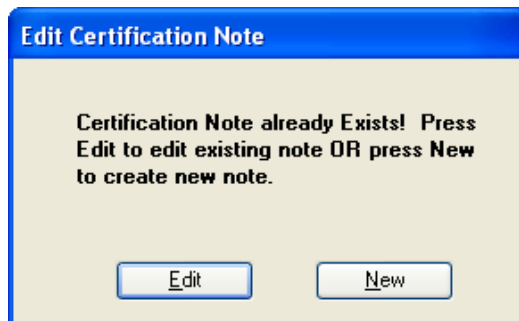 Edit Certification Note
Certification Note already Exists!  Press
Edit to edit existing note OR press New
to create new note.
Edit
New